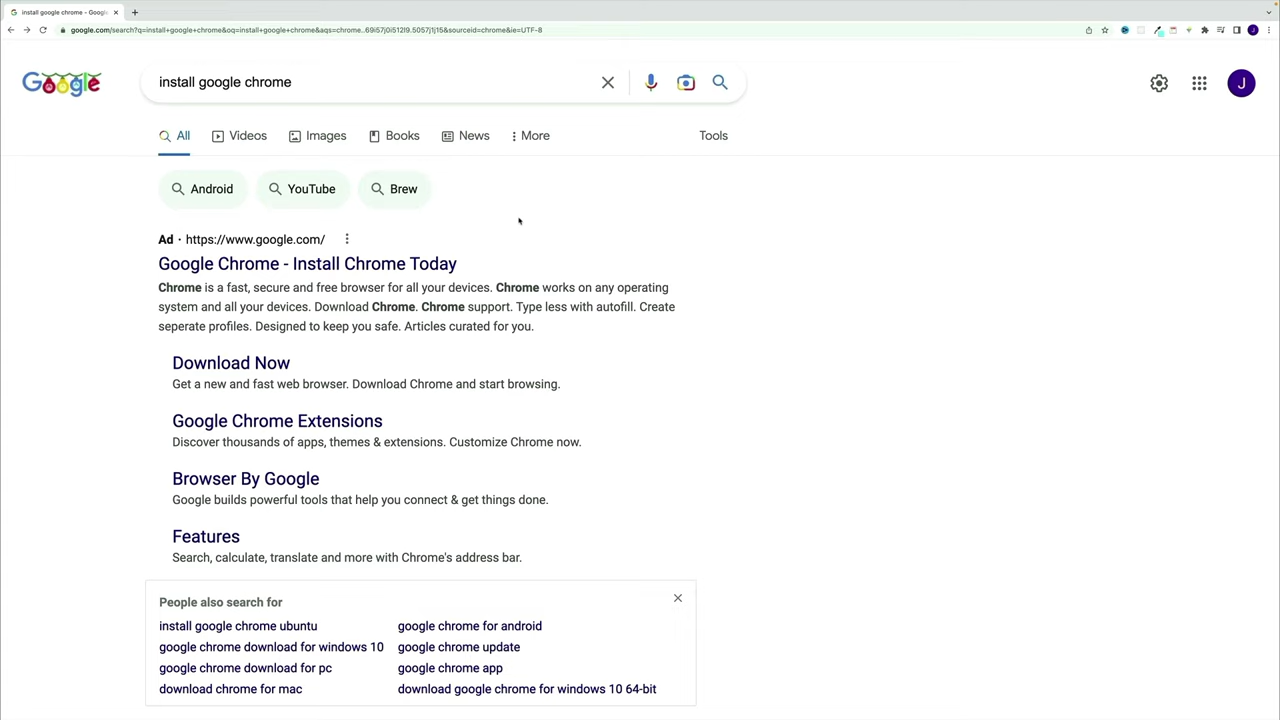 install google chrome - Googl
google.com/search?q=install+google+chrome&oq=install+google+chrome&aqs=chrome..69i57j0i512l9.5057j1j15&sourceid=chrome&ie=UTF-8
Google
install google chrome
J
All
Videos
Images
Books
News
More
Tools
Android
YouTube
Brew
Ad · https://www.google.com/
Google Chrome - Install Chrome Today
Chrome is a fast, secure and free browser for all your devices. Chrome works on any operating
system and all your devices. Download Chrome. Chrome support. Type less with autofill. Create
seperate profiles. Designed to keep you safe. Articles curated for you.
Download Now
Get a new and fast web browser. Download Chrome and start browsing.
Google Chrome Extensions
Discover thousands of apps, themes & extensions. Customize Chrome now.
Browser By Google
Google builds powerful tools that help you connect & get things done.
Features
Search, calculate, translate and more with Chrome's address bar.
People also search for
install google chrome ubuntu
google chrome for android
google chrome download for windows 10
google chrome update
google chrome download for pc
google chrome app
download chrome for mac
download google chrome for windows 10 64-bit